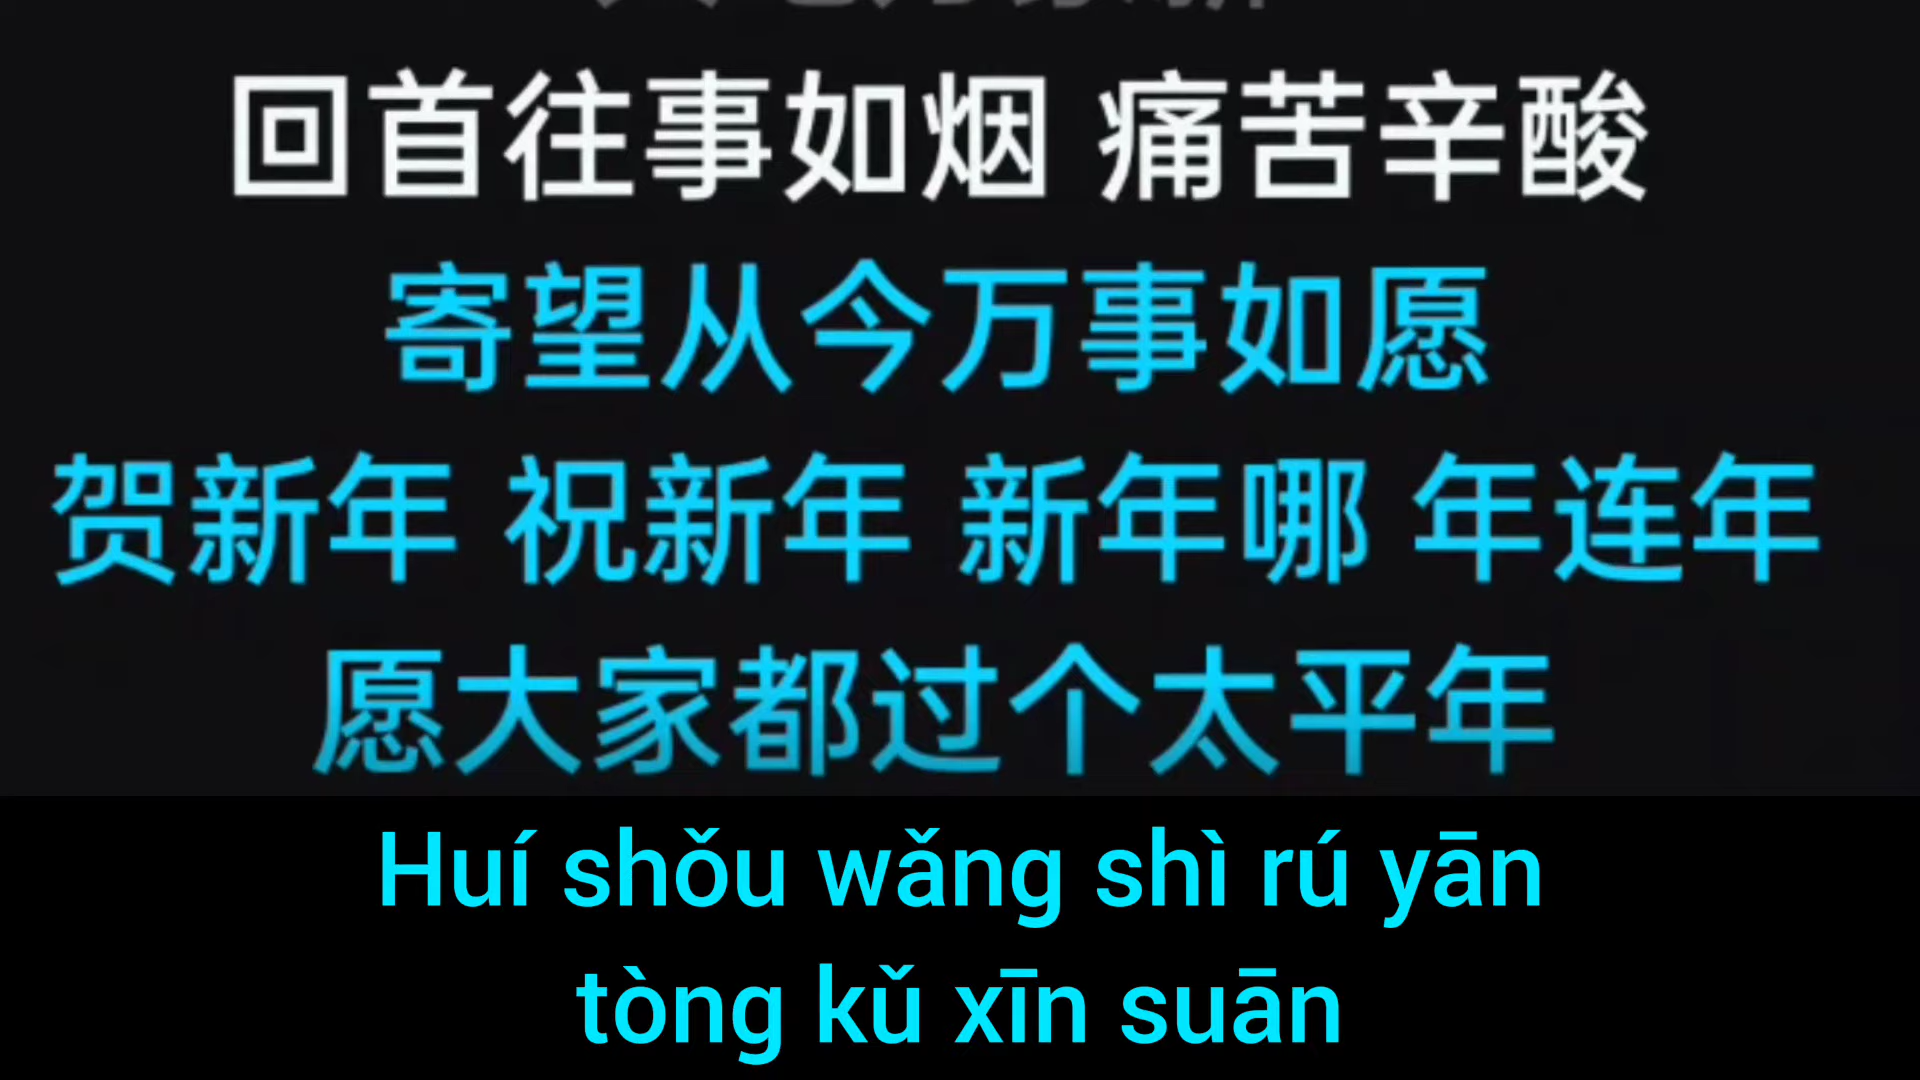 回首往事如烟 痛苦辛酸
寄望从今万事如愿
贺新年 祝新年 新年哪 年连年
愿大家都过个太平年
Huí shǒu wǎng shì rú yān
tòng kǔ xīn suān